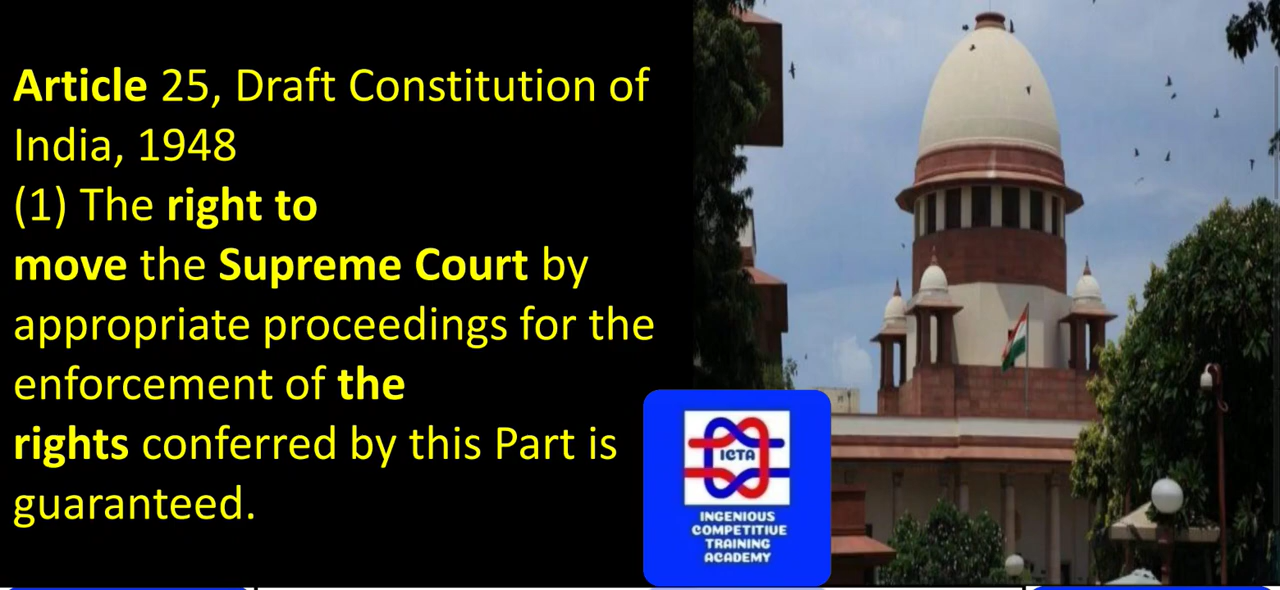 Article 25, Draft Constitution of
India, 1948
(1) The right to
move the Supreme Court by
appropriate proceedings for the
enforcement of the
rights conferred by this Part is
guaranteed.
ICTA
INGENIOUS
COMPETITIVE
TRAINING
ACADEMY